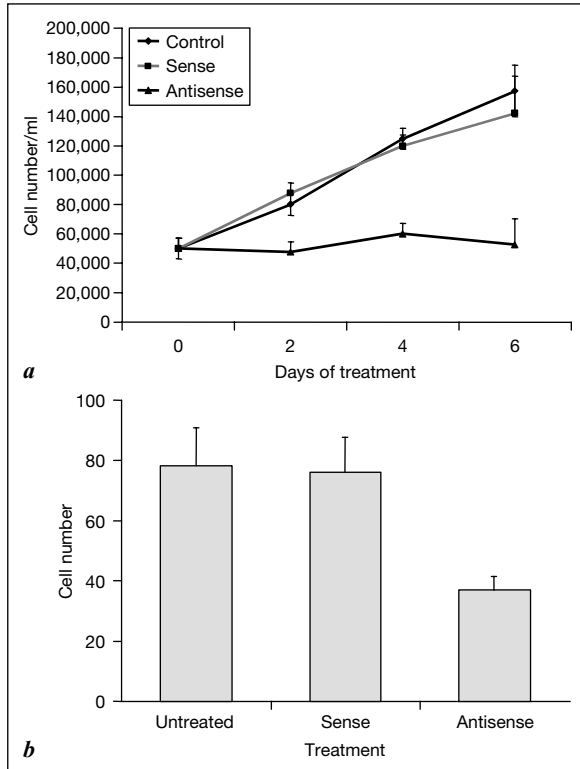 200,000
180,000
160,000
140,000
120,000
100,000
80,000
60,000
40,000
20,000
0
Cell number/ml
Control
Sense
Antisense
0 2 4 6
Days of treatment
a
100
80
60
40
20
0
Cell number
Untreated Sense Antisense
Treatment
b